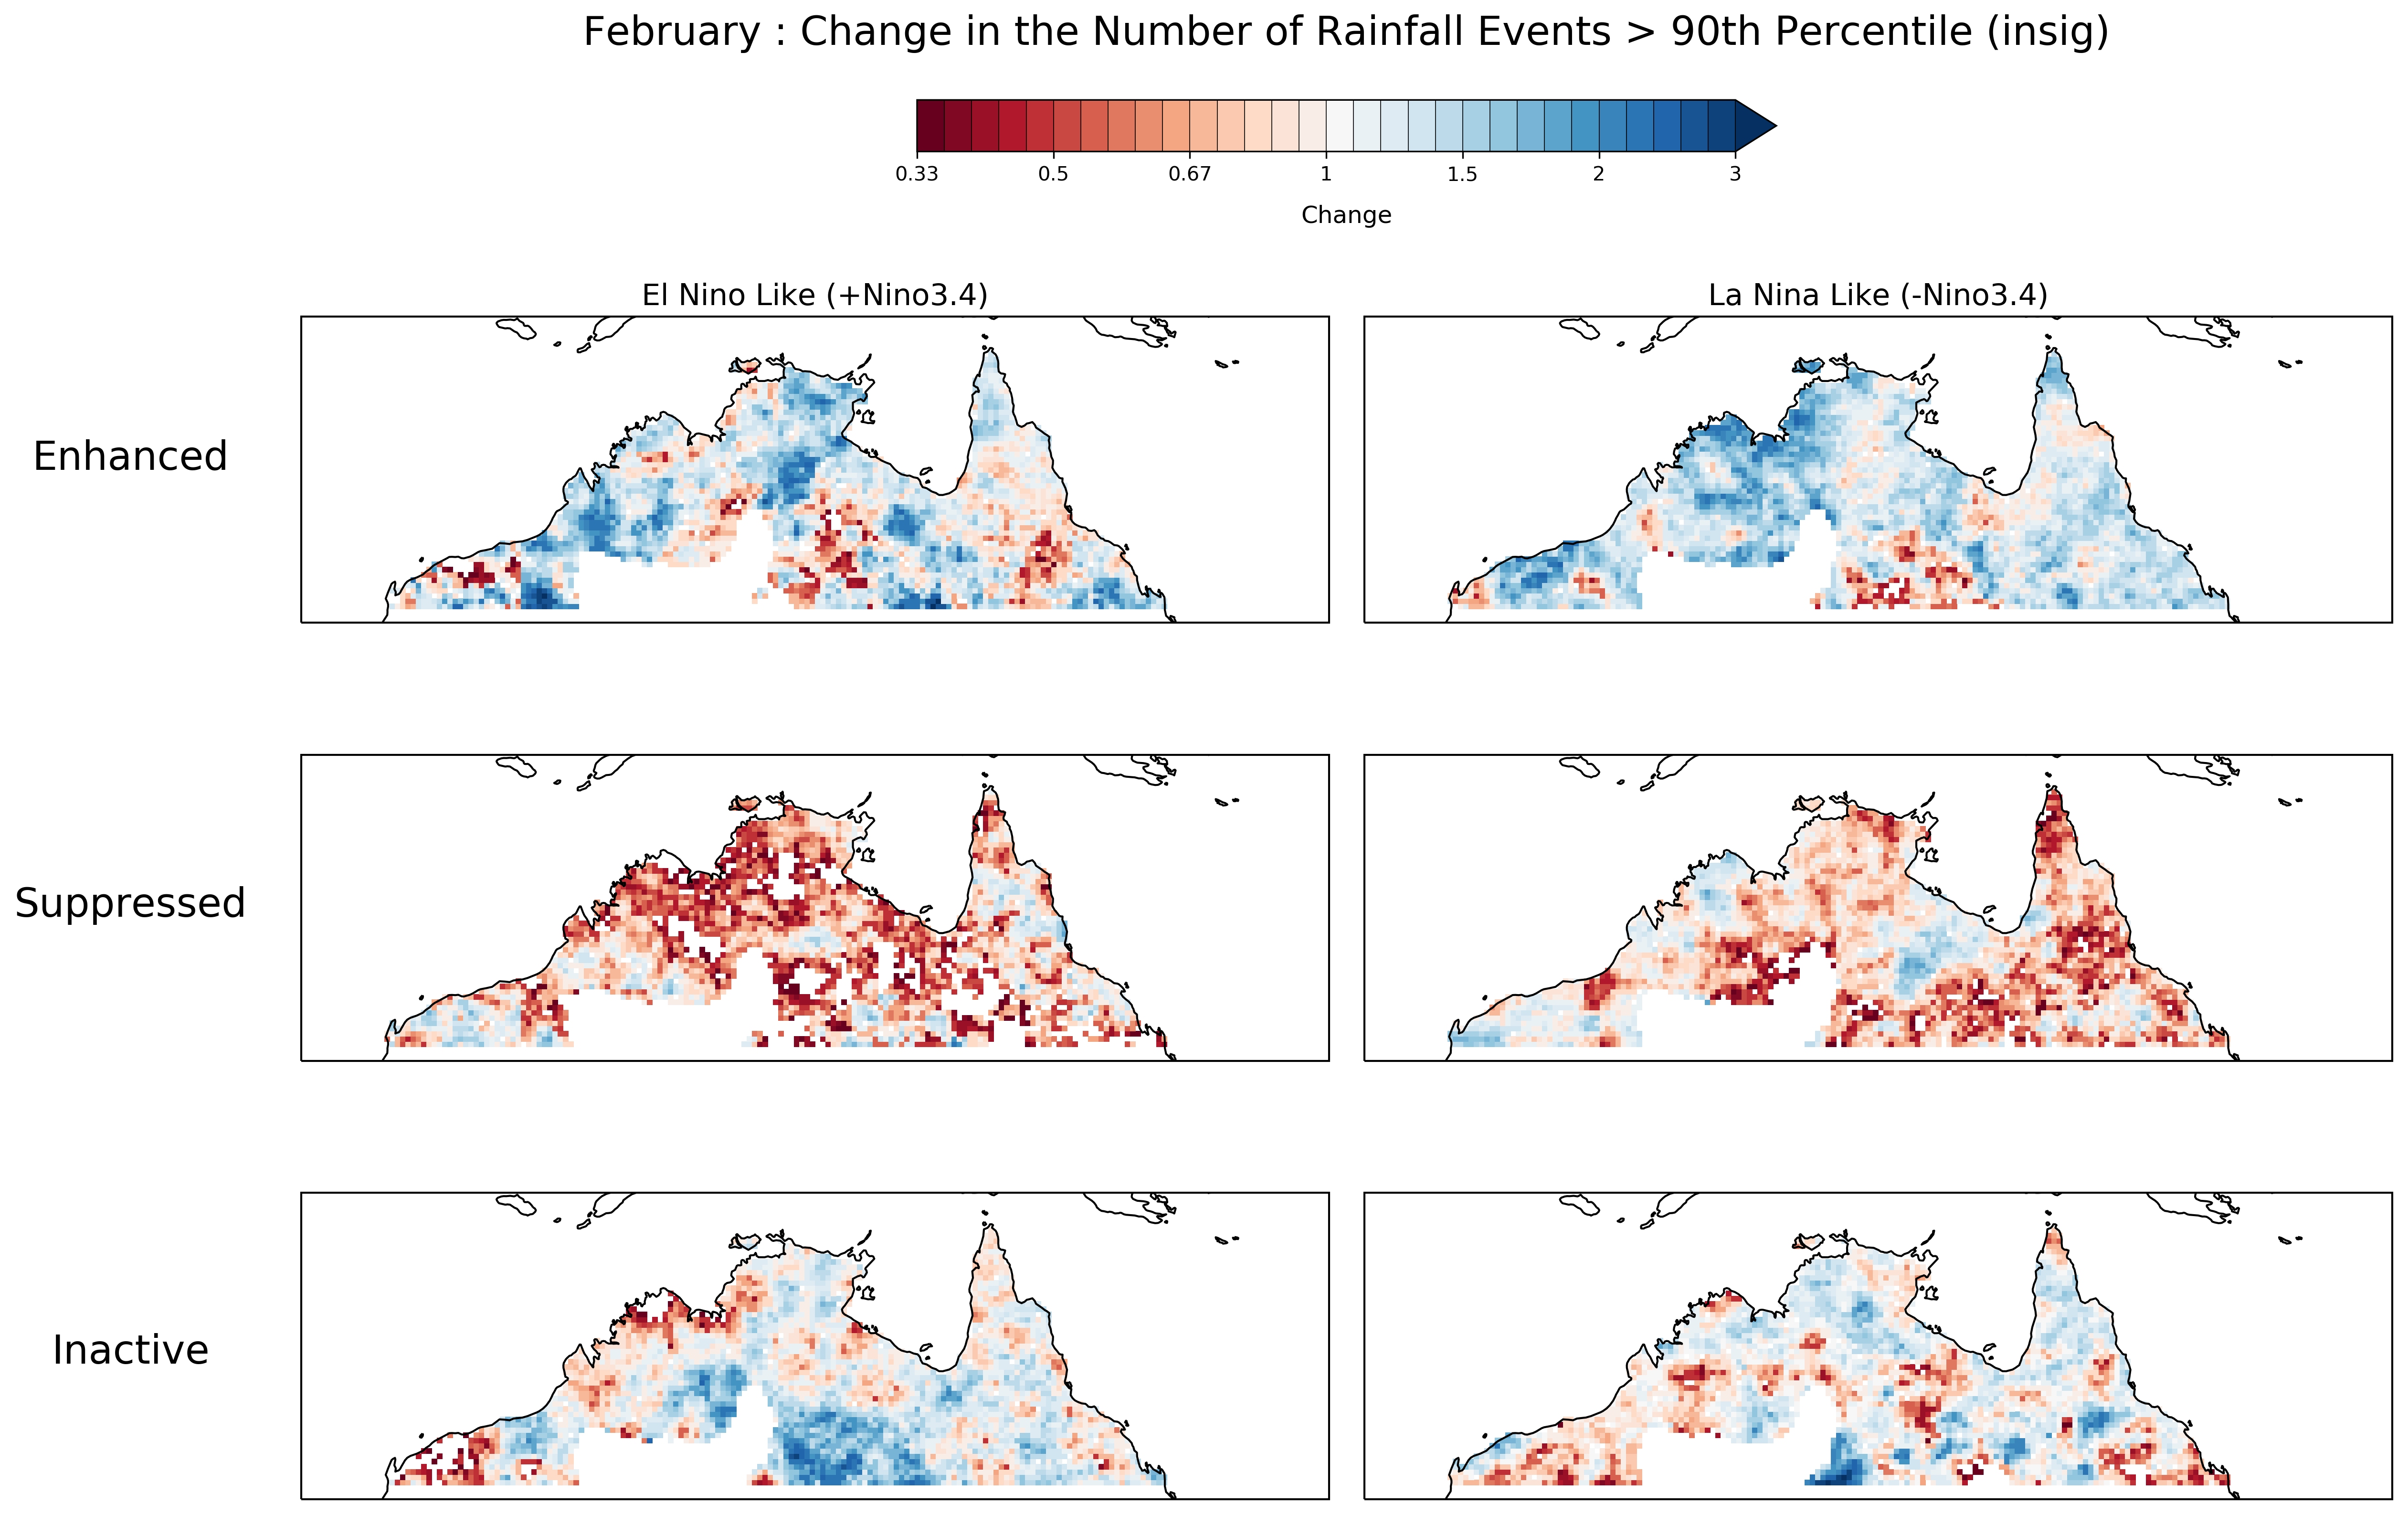 February : Change in the Number of Rainfall Events > 90th Percentile (insig)
0.33 0.5 0.67 1 1.5 2 3
Change
El Nino Like (+Nino3.4) La Nina Like (-Nino3.4)
Enhanced
Suppressed
Inactive